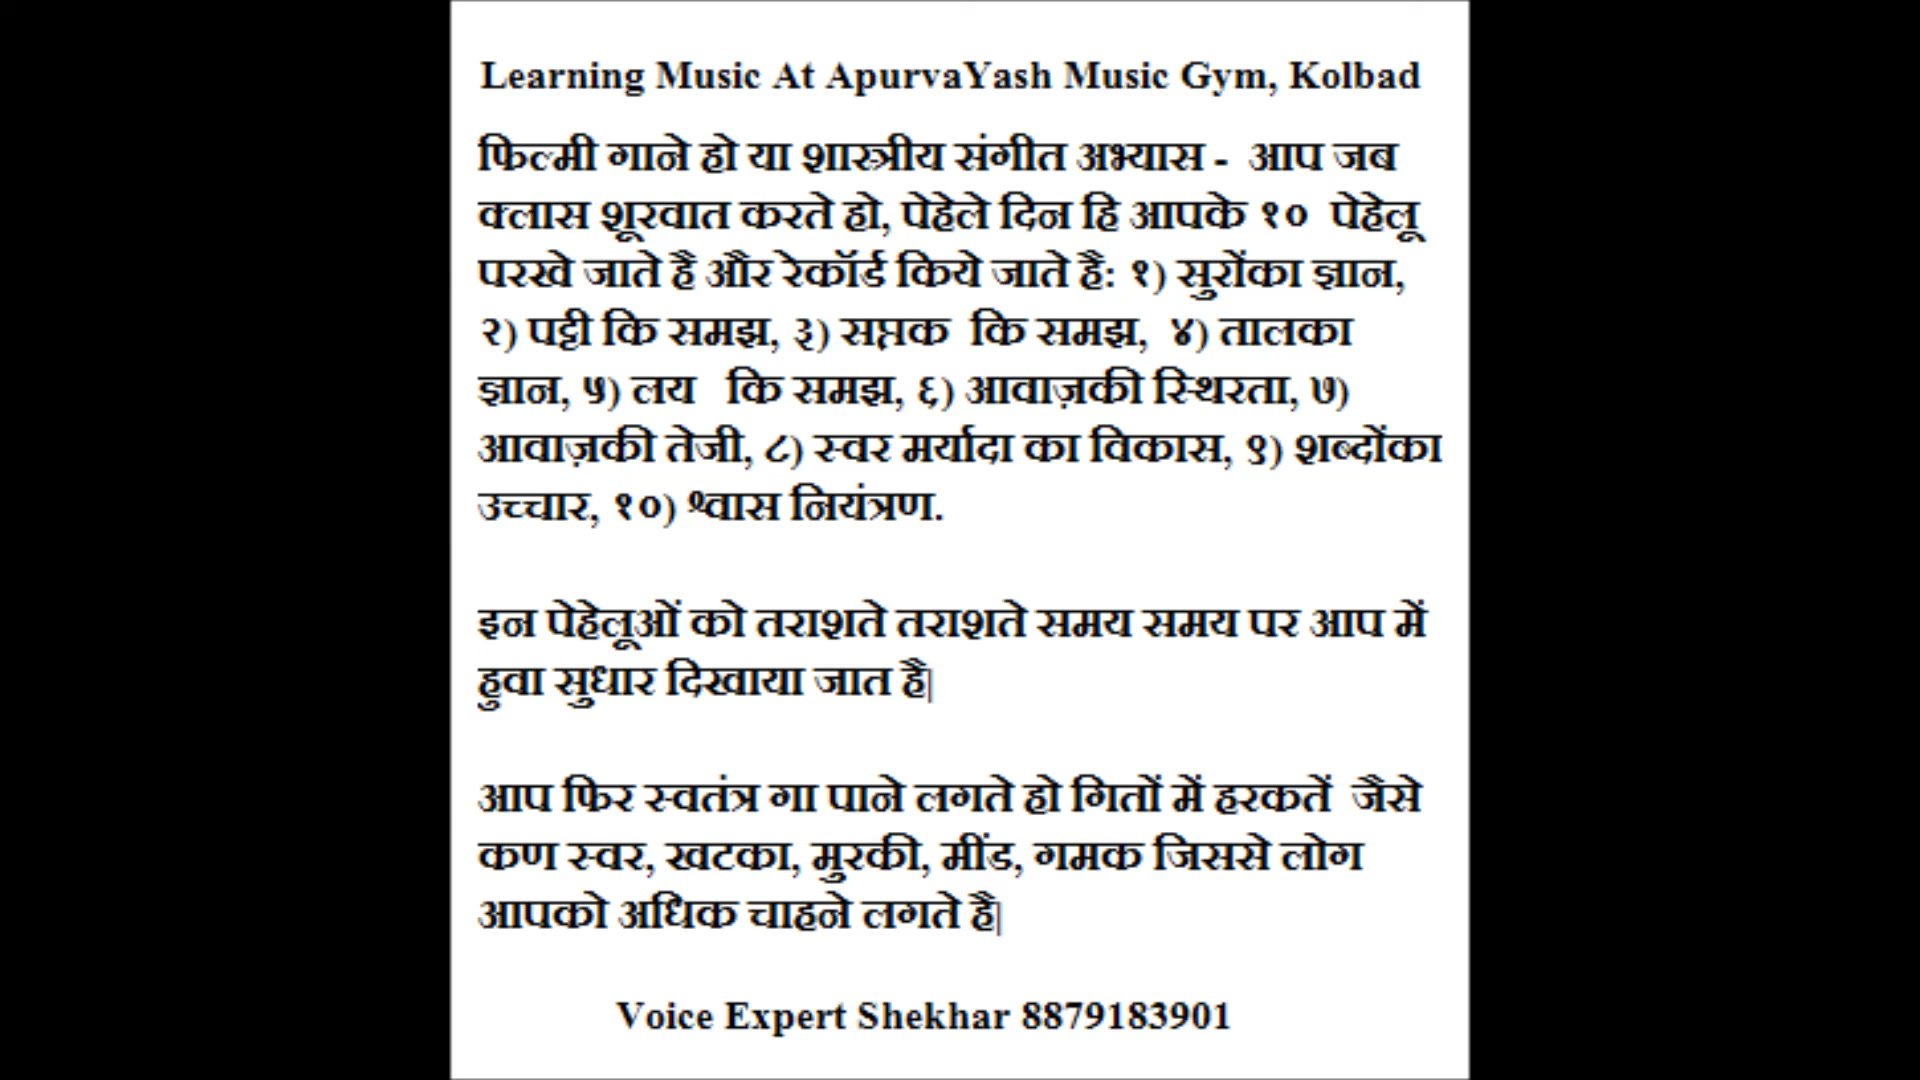 Learning Music At ApurvaYash Music Gym, Kolbad
फिल्मी गाने हो या शास्त्रीय संगीत अभ्यास - आप जब
क्लास शूरवात करते हो, पेहेले दिन हि आपके १० पेहेलू
परखे जाते है और रेकॉर्ड किये जाते है: १) सुरोंका ज्ञान,
२) पट्टी कि समझ, ३) सप्तक कि समझ, ४) तालका
ज्ञान, ५) लय कि समझ, ६) आवाज़की स्थिरता, ७)
आवाज़की तेजी, ८) स्वर मर्यादा का विकास, ९) शब्दोंका
उच्चार, १०) श्वास नियंत्रण.
इन पेहेलूओं को तराशते तराशते समय समय पर आप में
हुवा सुधार दिखाया जात है|
आप फिर स्वतंत्र गा पाने लगते हो गितों में हरकतें जैसे
कण स्वर, खटका, मुरकी, मींड, गमक जिससे लोग
आपको अधिक चाहने लगते है|
Voice Expert Shekhar 8879183901